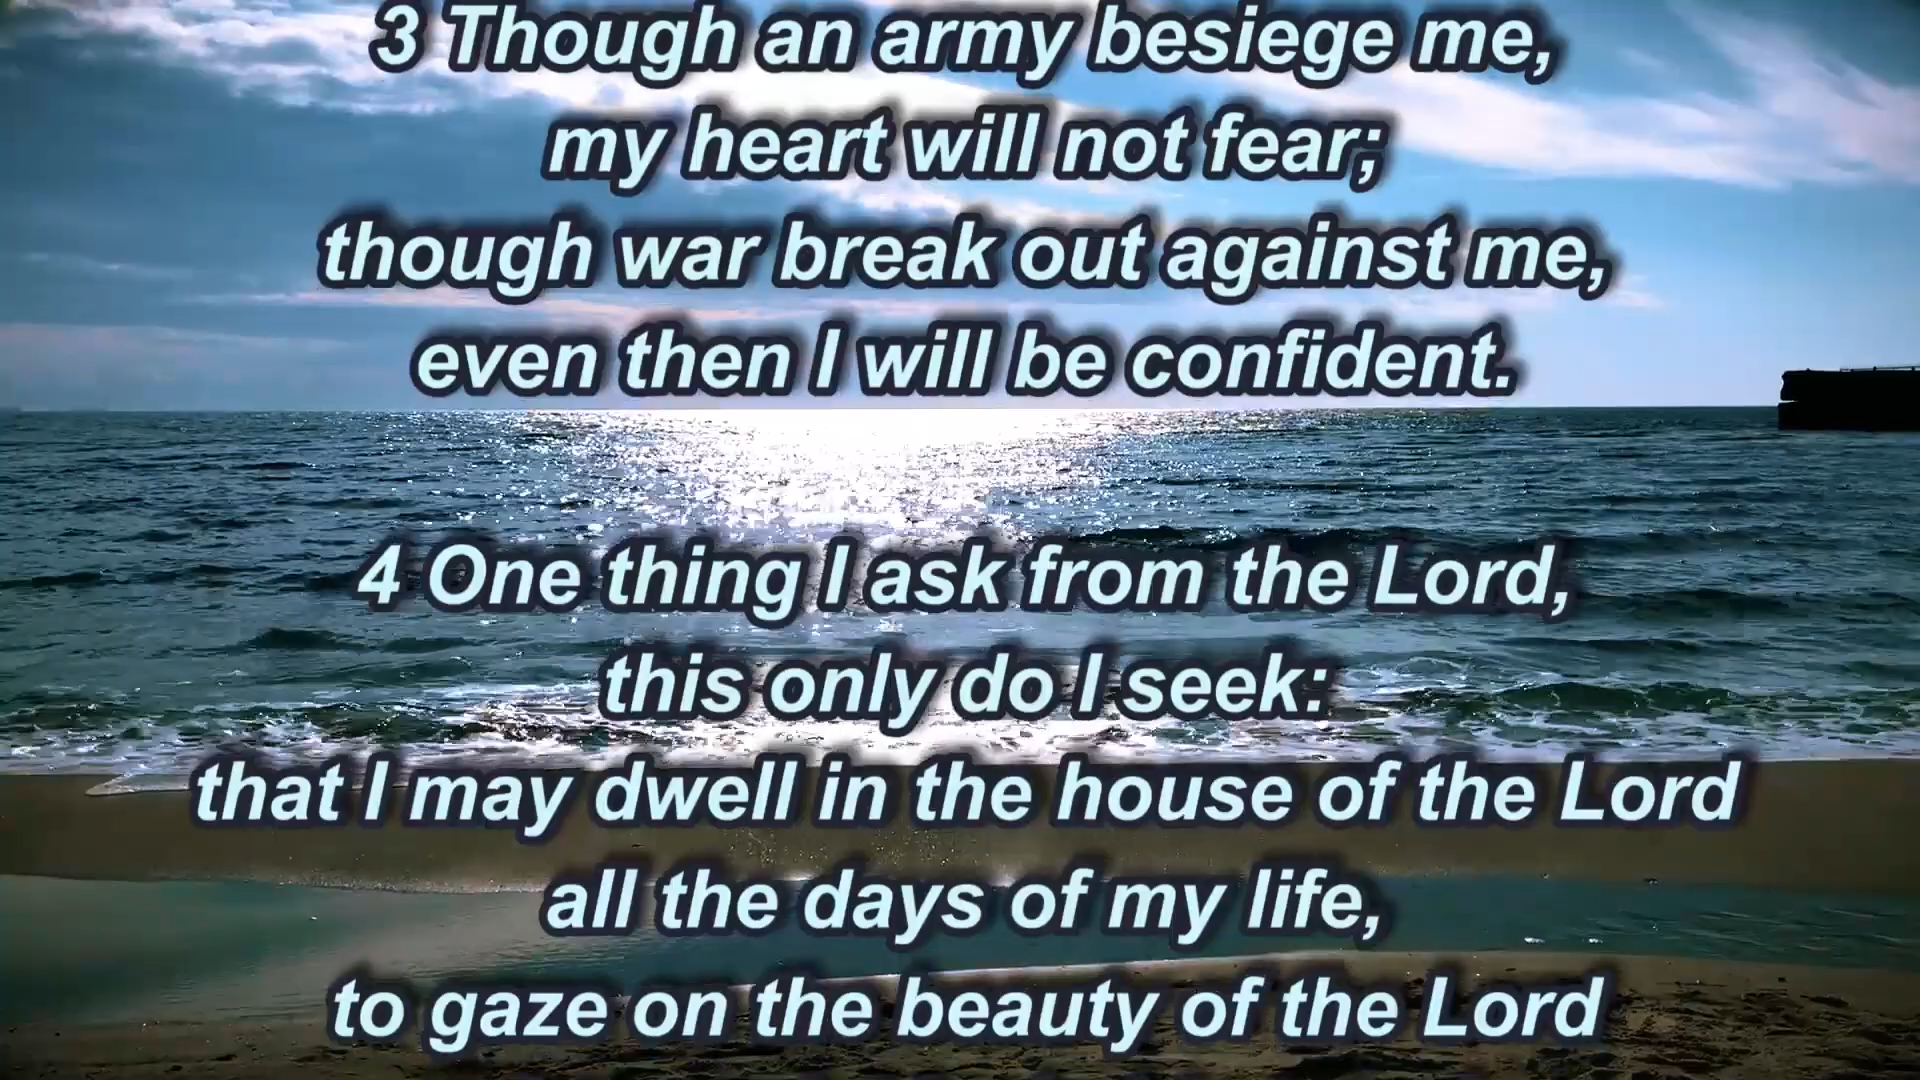 3 Though an army besiege me,
my heart will not fear;
though war break out against me,
even then I will be confident.
4 One thing I ask from the Lord,
this only do I seek:
that I may dwell in the house of the Lord
all the days of my life,
to gaze on the beauty of the Lord